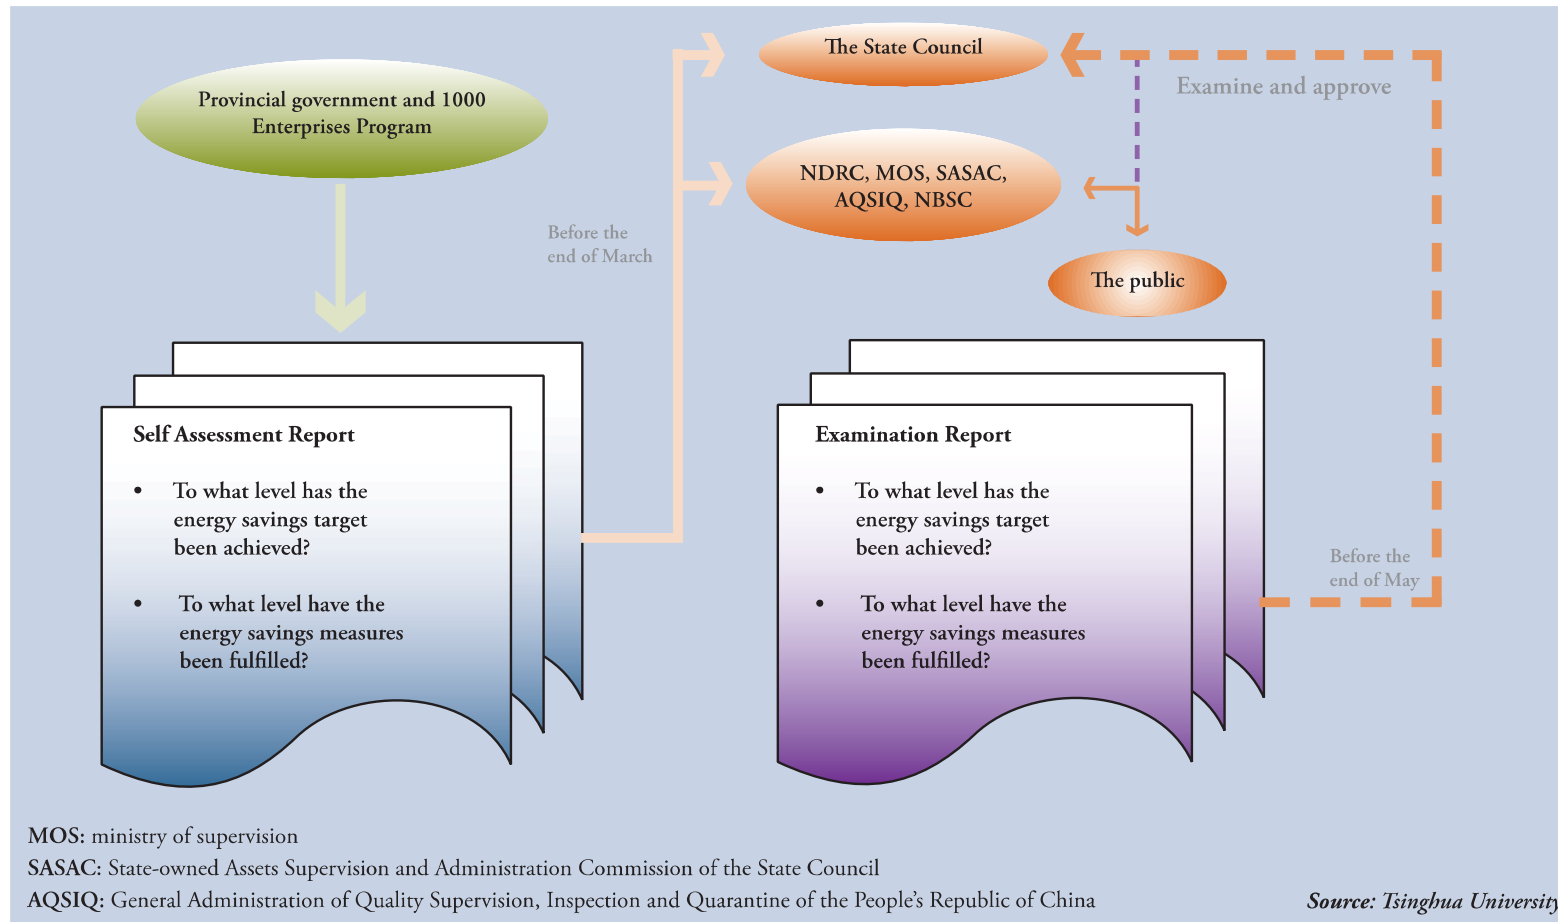 The State Council
Examine and approve
Provincial government and 1000
Enterprises Program
NDRC, MOS, SASAC,
AQSIQ, NBSC
Before the
end of March
The public
Self Assessment Report
• To what level has the
energy savings target
been achieved?
• To what level have the
energy savings measures
been fulfilled?
Examination Report
• To what level has the
energy savings target
been achieved?
• To what level have the
energy savings measures
been fulfilled?
Before the
end of May
MOS: ministry of supervision
SASAC: State-owned Assets Supervision and Administration Commission of the State Council
AQSIQ: General Administration of Quality Supervision, Inspection and Quarantine of the People's Republic of China
Source: Tsinghua University